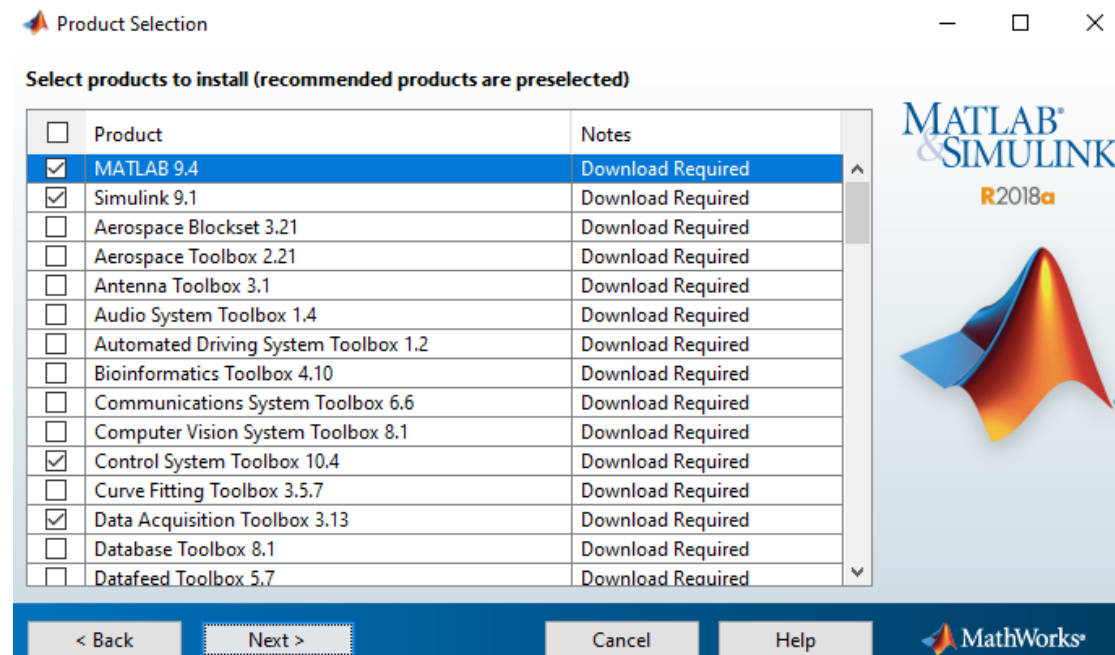 Product Selection
Select products to install (recommended products are preselected)
Product Notes
MATLAB 9.4 Download Required
Simulink 9.1 Download Required
Aerospace Blockset 3.21 Download Required
Aerospace Toolbox 2.21 Download Required
Antenna Toolbox 3.1 Download Required
Audio System Toolbox 1.4 Download Required
Automated Driving System Toolbox 1.2 Download Required
Bioinformatics Toolbox 4.10 Download Required
Communications System Toolbox 6.6 Download Required
Computer Vision System Toolbox 8.1 Download Required
Control System Toolbox 10.4 Download Required
Curve Fitting Toolbox 3.5.7 Download Required
Data Acquisition Toolbox 3.13 Download Required
Database Toolbox 8.1 Download Required
Datafeed Toolbox 5.7 Download Required
MATLAB®
&SIMULINK
R2018a
< Back Next > Cancel Help MathWorks®